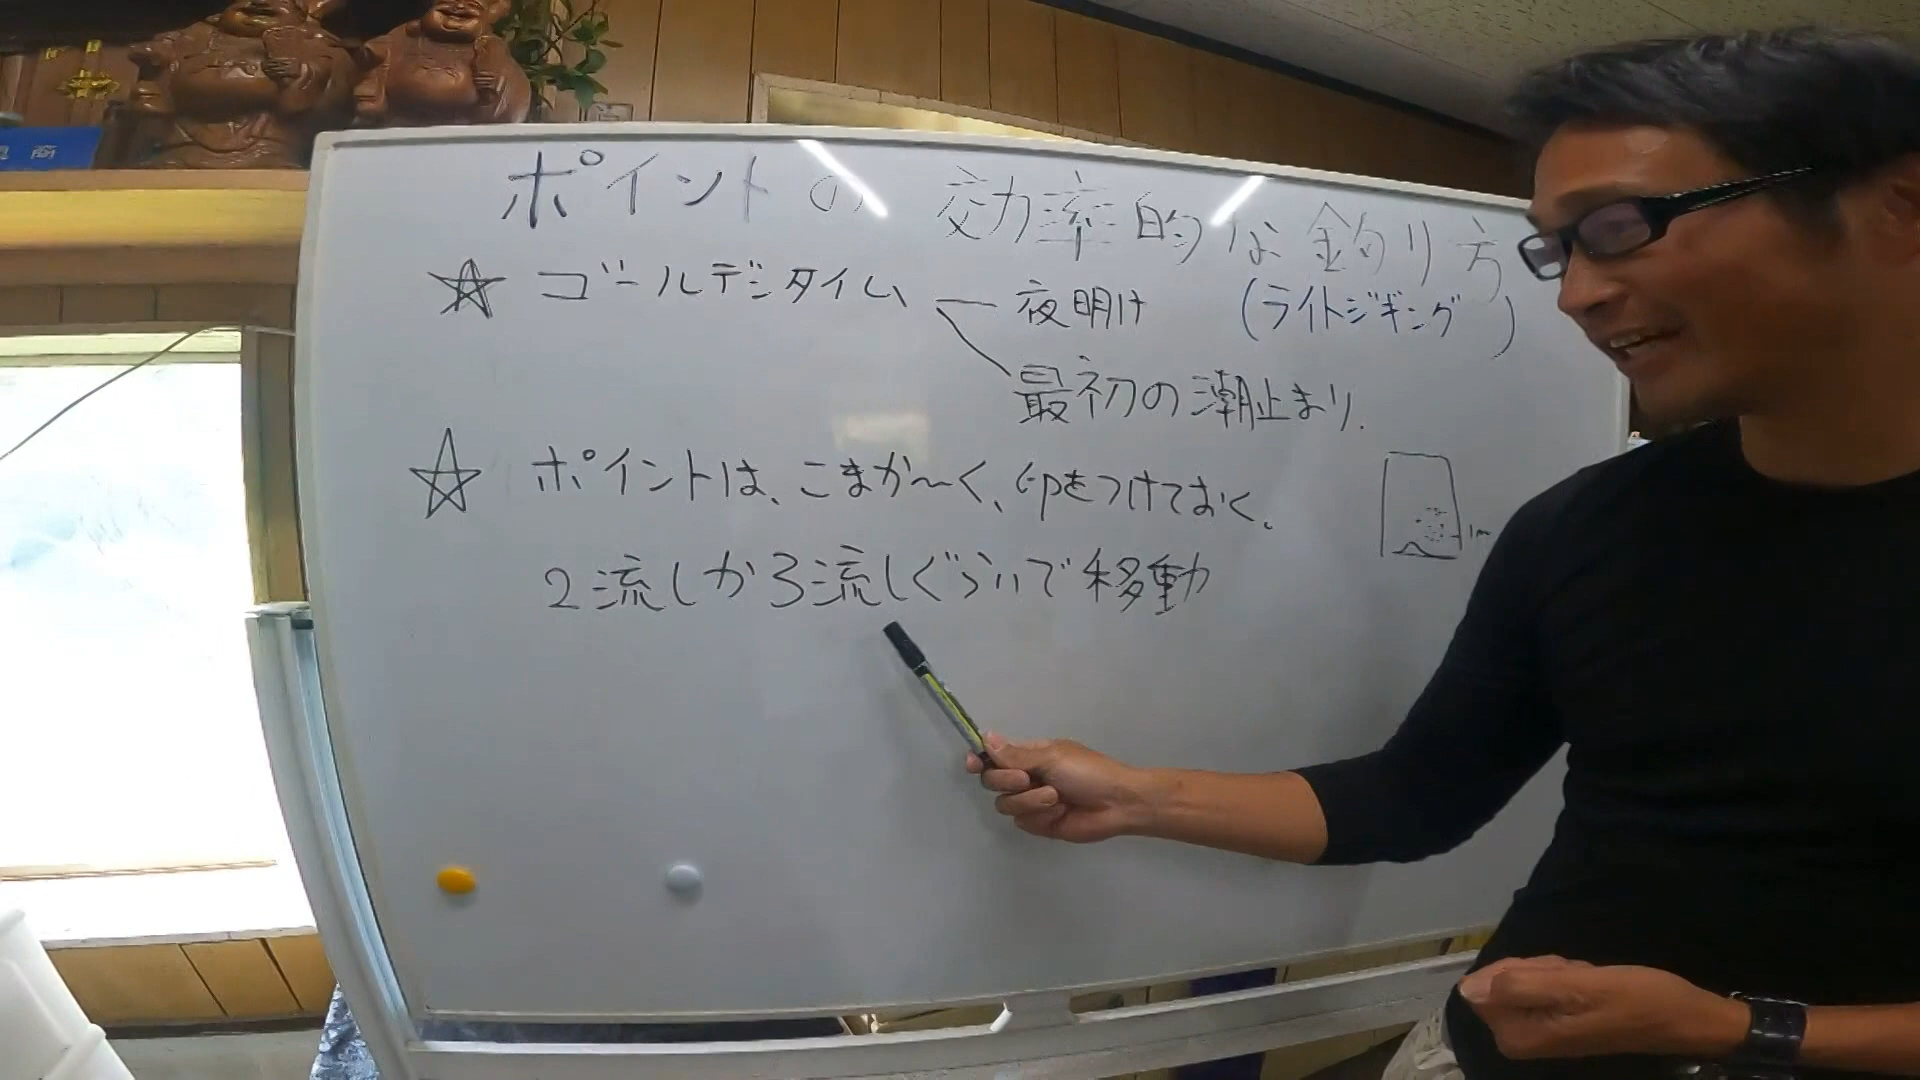 ポイントの効率的な釣り方
☆ ゴールデンタイム — 夜明け (ライトジギング)
最初の潮止まり.
☆ ポイントは、こまか〜く、印をつけておく。
1m
2流しから3流しぐらいで移動